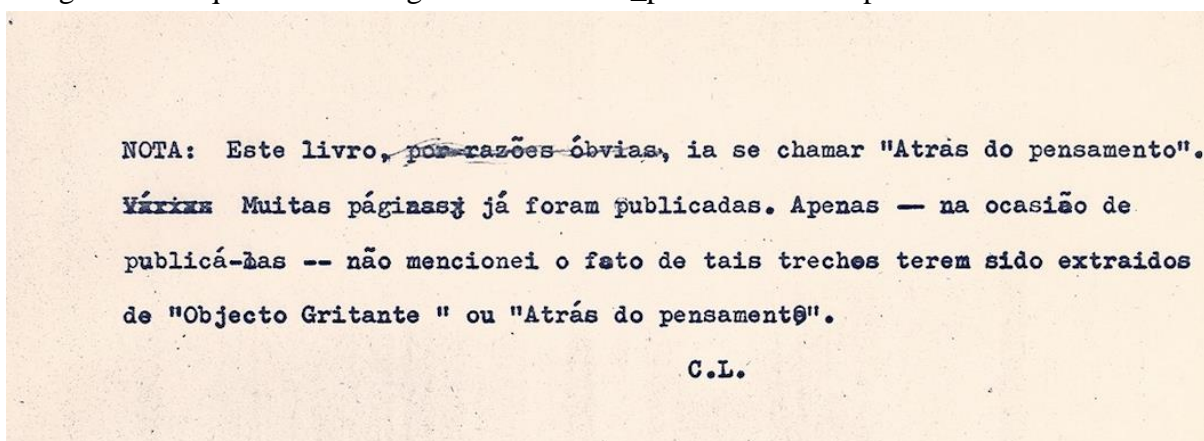 NOTA: Este livro, por razões óbvias, ia se chamar "Atrás do pensamento".
Várias Muitas páginas já foram publicadas. Apenas — na ocasião de
publicá-las -- não mencionei o fato de tais treches terem sido extraidos
de "Objecto Gritante " ou "Atrás do pensamento".
C.L.